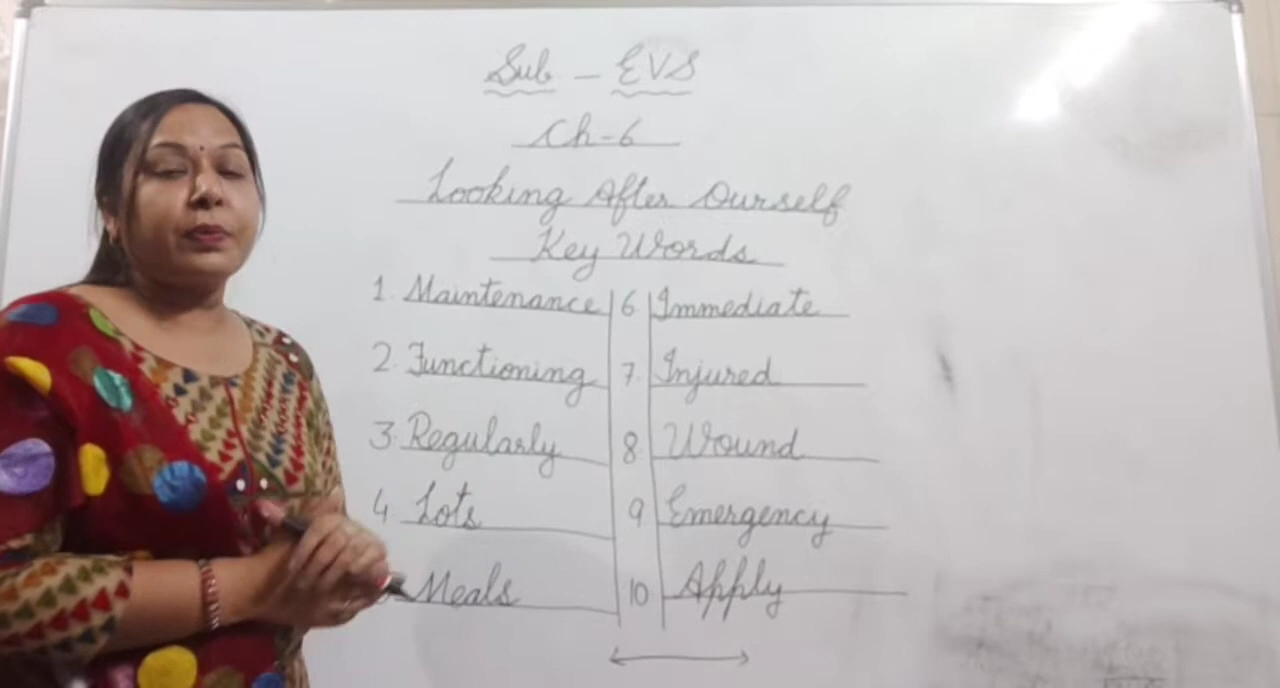 Sub - EVS
Ch-6
Looking After Ourself
Key Words
1. Maintenance
2. Functioning
3. Regularly
4. Lots
Meals
6 Immediate
7. Injured
8 Wound
9 Emergency
10 Apply